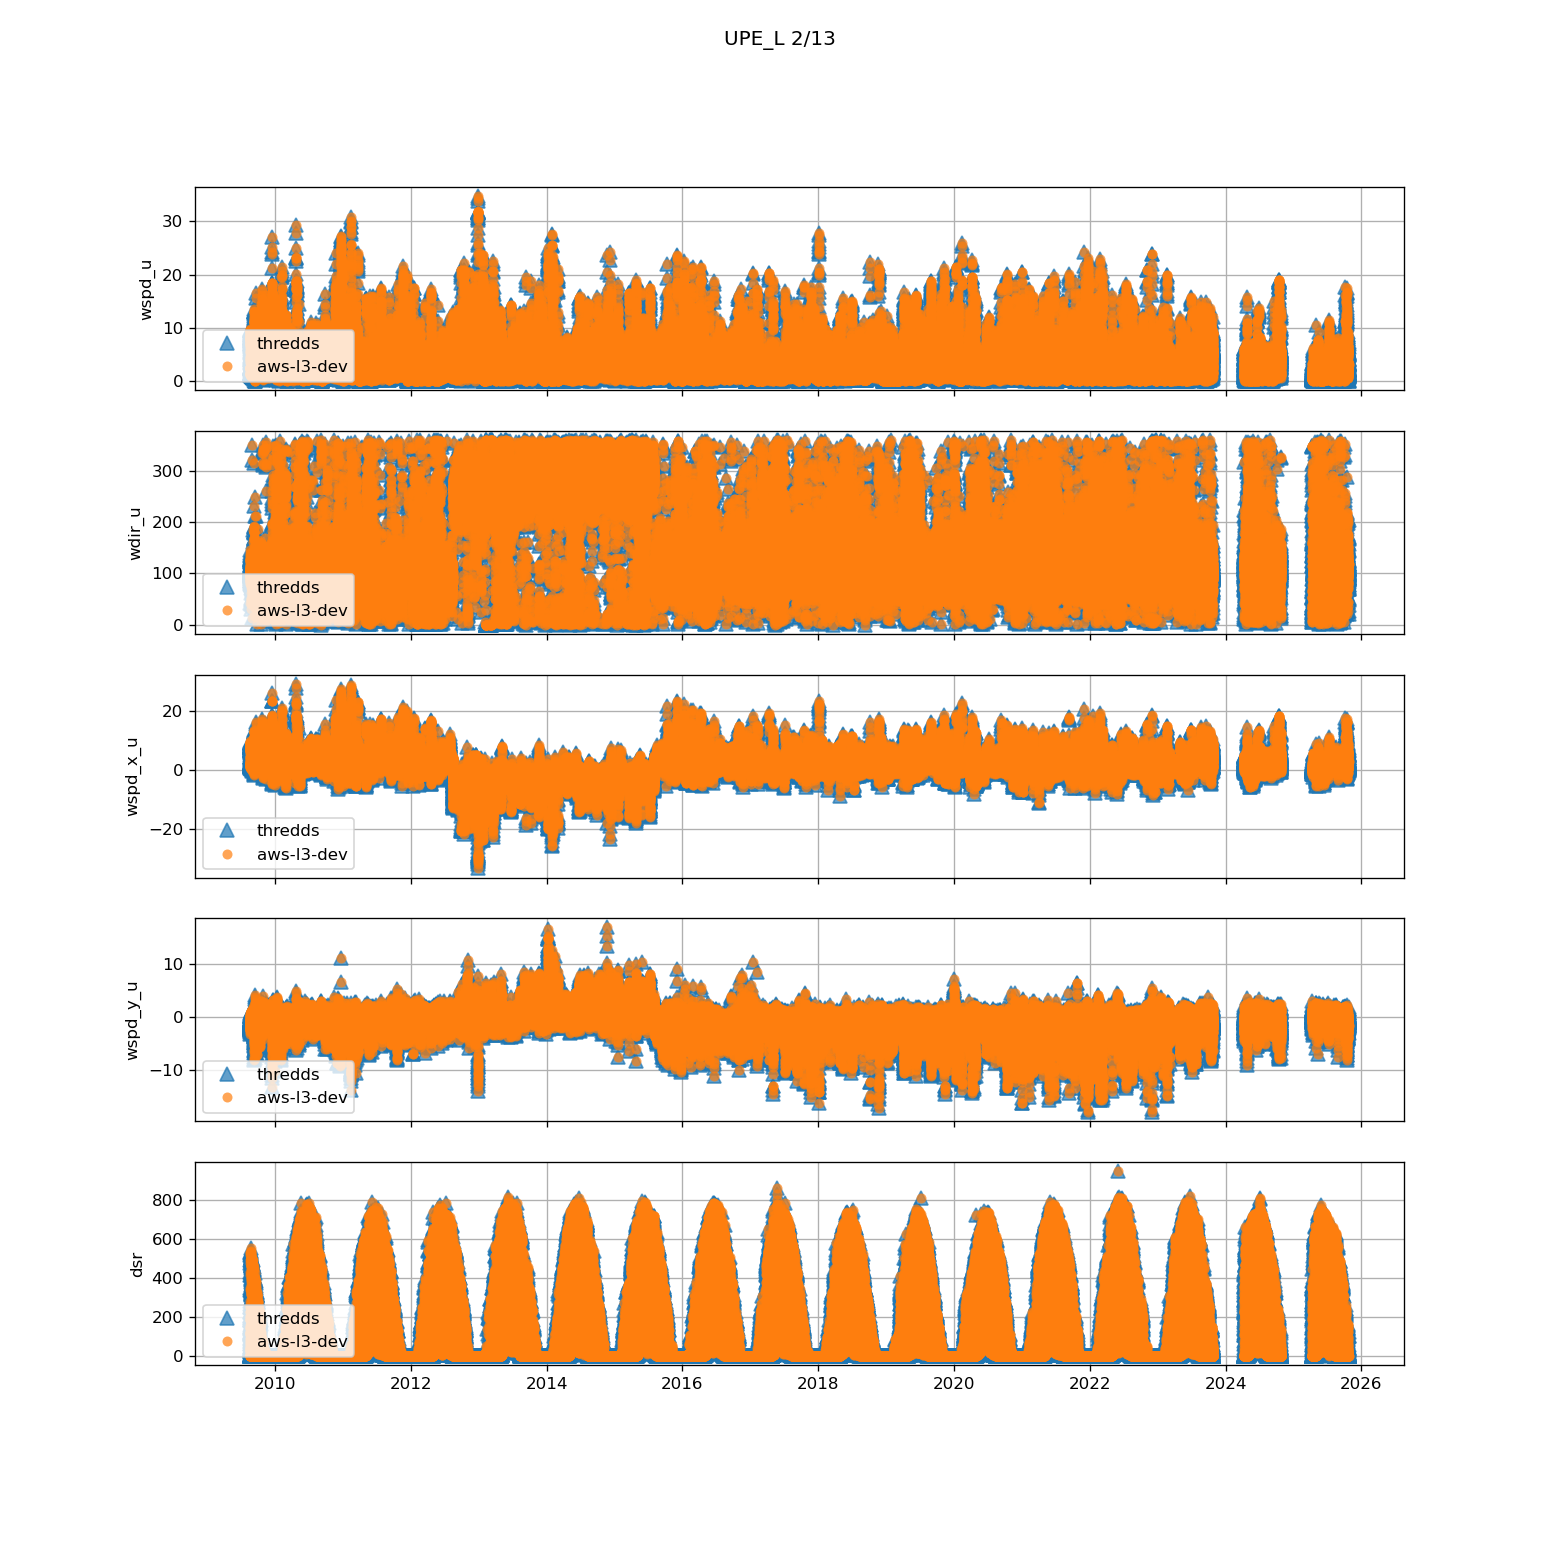 UPE_L 2/13
wspd_u
30
20
10
0
thredds
aws-l3-dev
wdir_u
300
200
100
0
thredds
aws-l3-dev
wspd_x_u
20
0
−20
thredds
aws-l3-dev
wspd_y_u
10
0
−10
thredds
aws-l3-dev
dsr
800
600
400
200
0
thredds
aws-l3-dev
2010 2012 2014 2016 2018 2020 2022 2024 2026